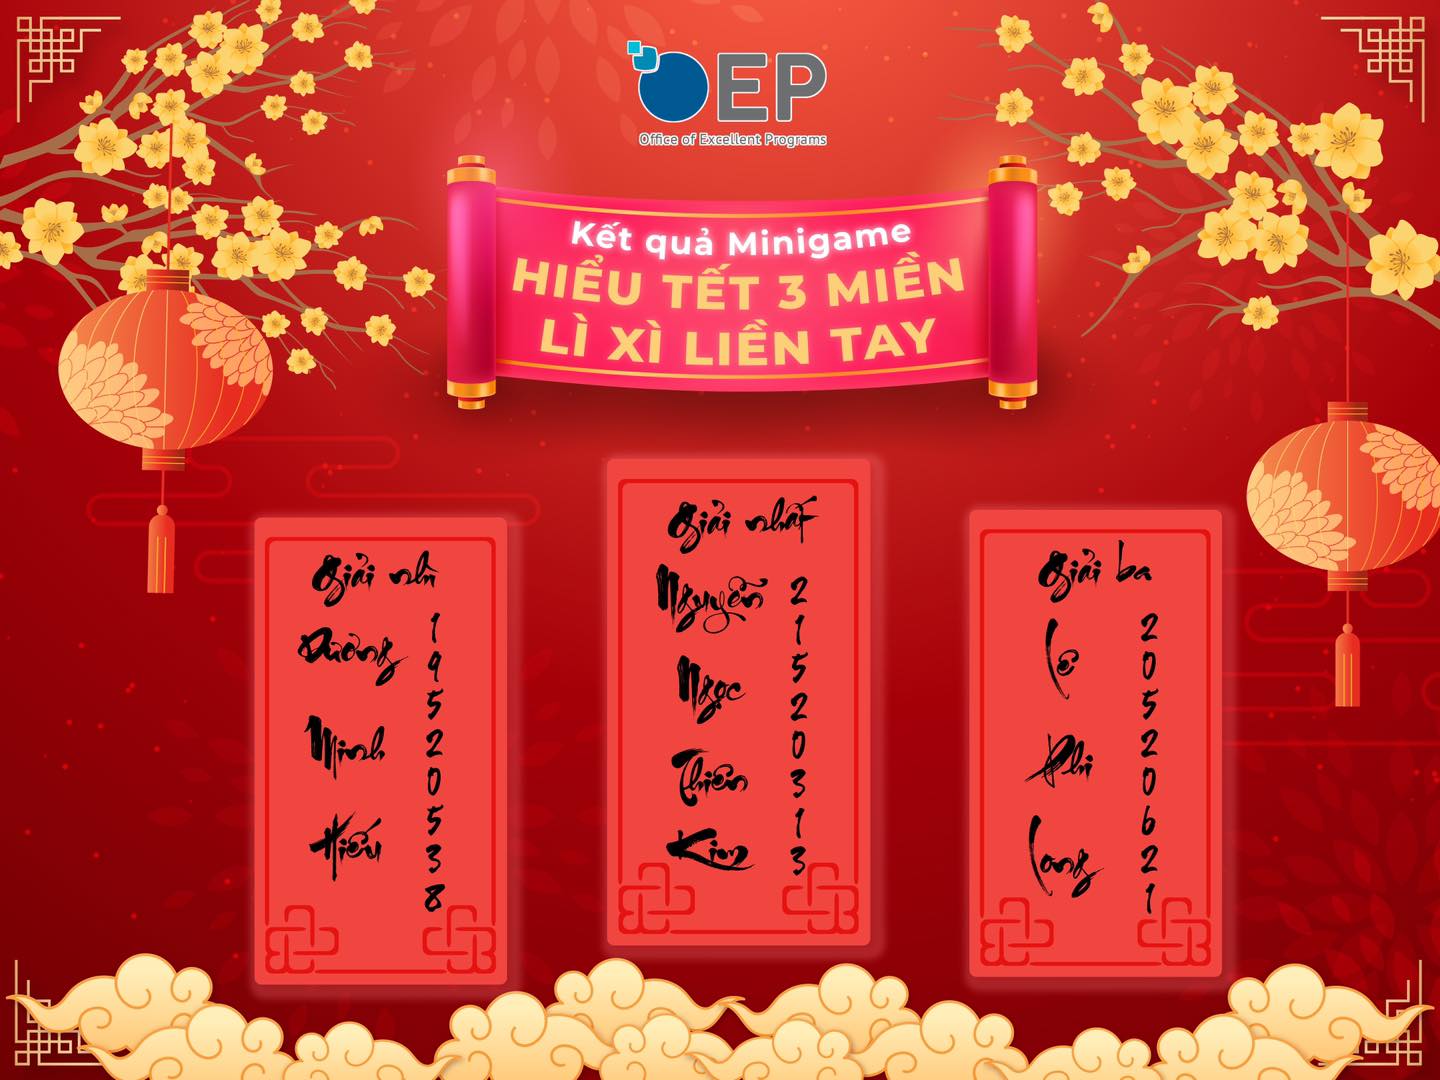 OEP
Office of Excellent Programs
Kết quả Minigame
HIỂU TẾT 3 MIỀN
LÌ XÌ LIỀN TAY
Giải nhì
Dương
Minh
Hiếu
19520538
Giải nhất
Nguyễn
Ngọc
Thiên
Kim
21520313
Giải ba
Lê
Phi
Long
20520621